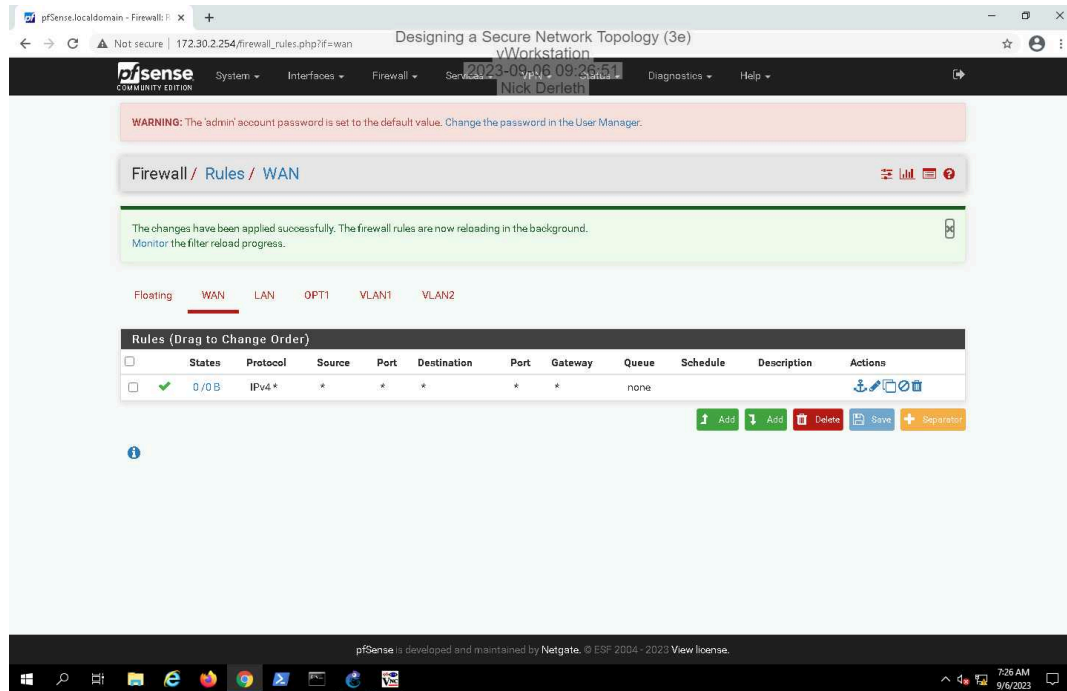 pfSense.localdomain - Firewall: R
Not secure | 172.30.2.254/firewall_rules.php?if=wan
Designing a Secure Network Topology (3e)
vWorkstation
2023-09-06 09:26:51
Nick Derleth
pfsense
COMMUNITY EDITION
System Interfaces Firewall Services VPN Status Diagnostics Help
WARNING: The 'admin' account password is set to the default value. Change the password in the User Manager.
Firewall / Rules / WAN
The changes have been applied successfully. The firewall rules are now reloading in the background.
Monitor the filter reload progress.
Floating WAN LAN OPT1 VLAN1 VLAN2
Rules (Drag to Change Order)
States Protocol Source Port Destination Port Gateway Queue Schedule Description Actions
0/0 B IPv4 * * * * * * none
Add Add Delete Save Separator
pfSense is developed and maintained by Netgate. © ESF 2004 - 2023 View license.
7:26 AM
9/6/2023